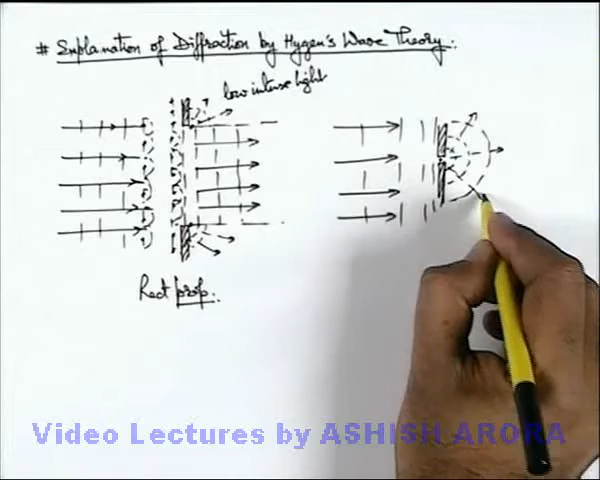 # Explanation of Diffraction by Hygen's Wave Theory.
low intense light
Rect prop.
Video Lectures by ASHISH ARORA